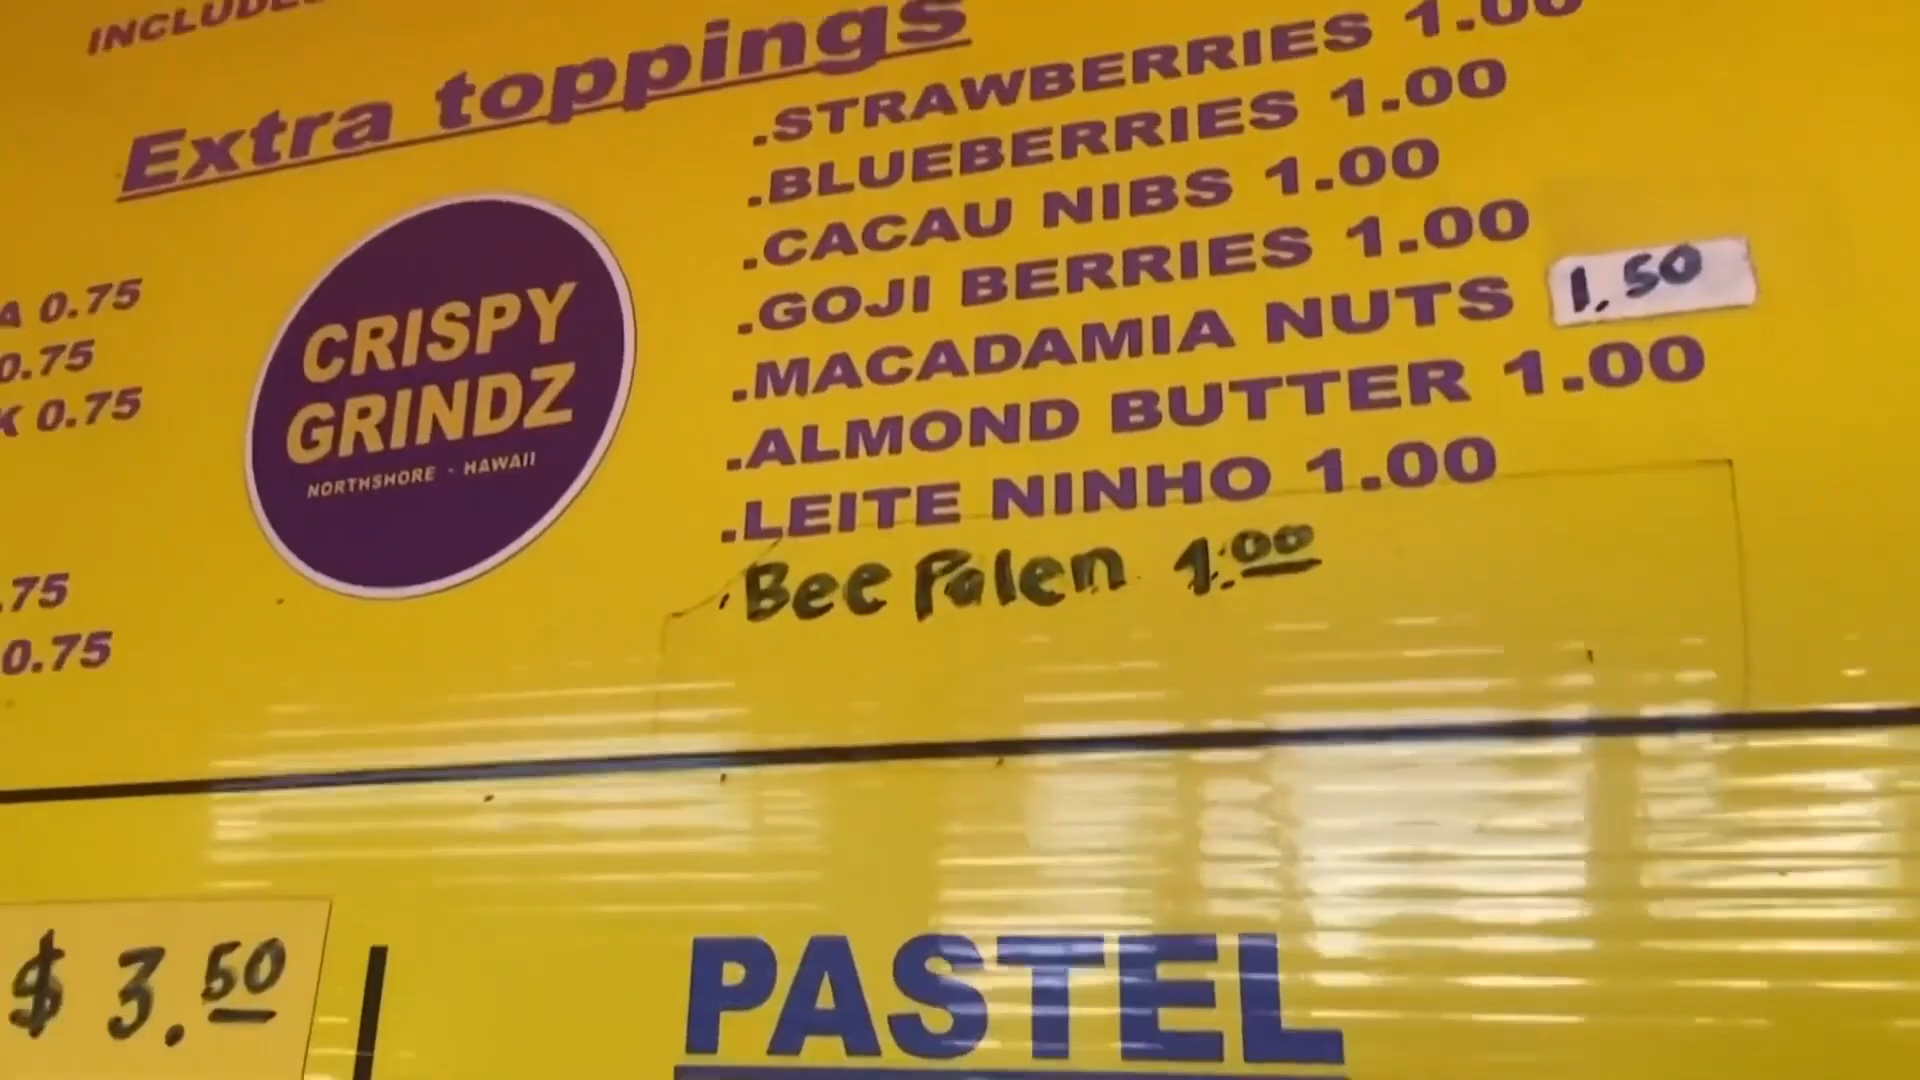 Extra toppings
.STRAWBERRIES 1.00
.BLUEBERRIES 1.00
.CACAU NIBS 1.00
.GOJI BERRIES 1.00
.MACADAMIA NUTS 1.50
.ALMOND BUTTER 1.00
.LEITE NINHO 1.00
.Bee Polen 1.00
A 0.75
0.75
K 0.75
.75
0.75
CRISPY
GRINDZ
NORTHSHORE - HAWAII
$ 3.50
PASTEL